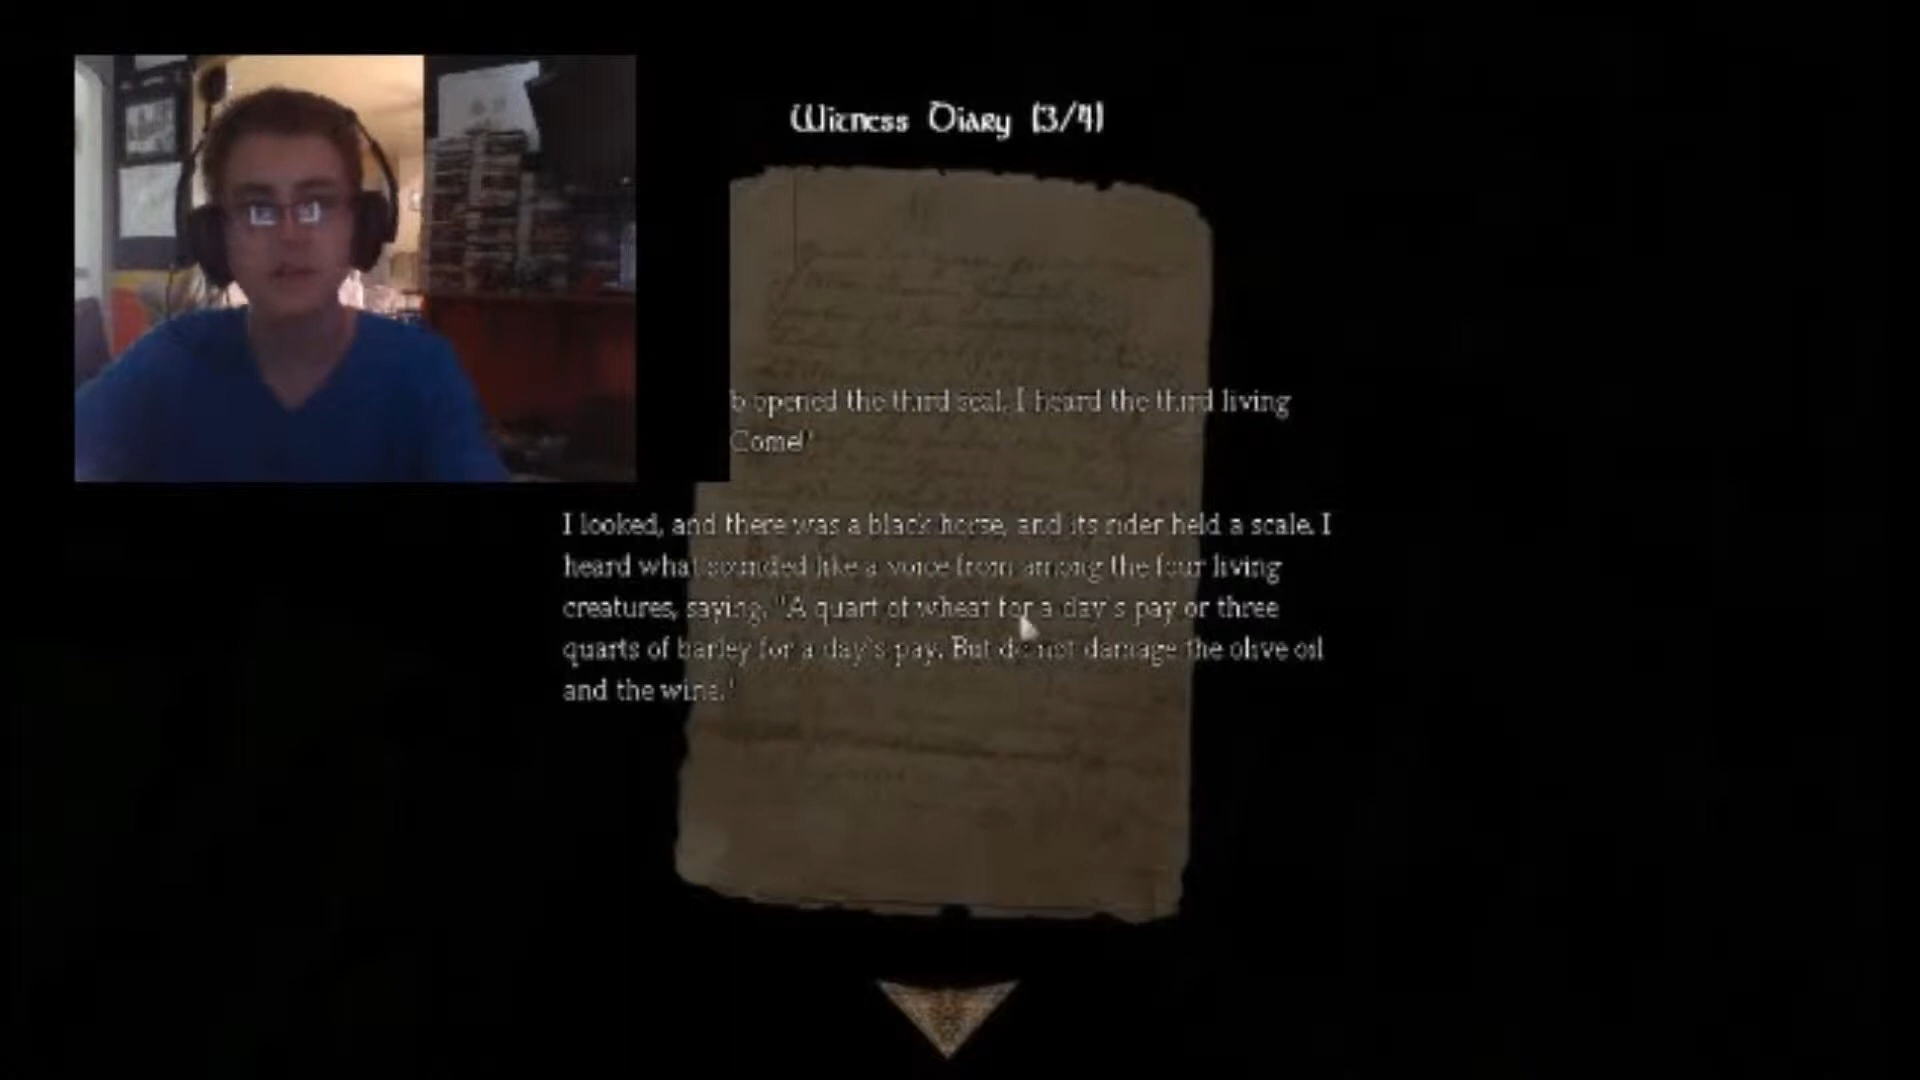 Witness Diary (3/4)
b opened the third seal, I heard the third living
Come!"
I looked, and there was a black horse, and its rider held a scale. I
heard what sounded like a voice from among the four living
creatures, saying, "A quart of wheat for a day's pay or three
quarts of barley for a day's pay. But do not damage the olive oil
and the wine."